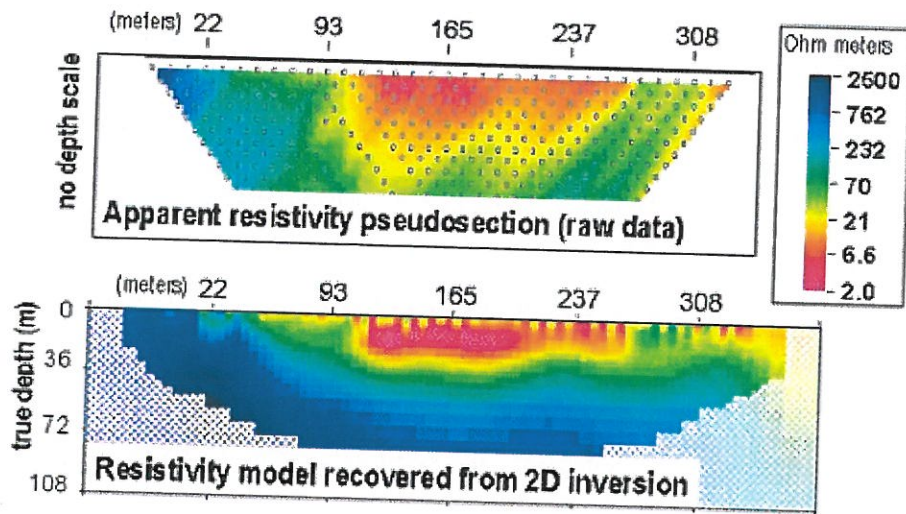 (meters) 22 93 165 237 308
no depth scale
Apparent resistivity pseudosection (raw data)
Ohm meters
2500
762
232
70
21
6.6
2.0
(meters) 22 93 165 237 308
true depth (m)
0
36
72
108
Resistivity model recovered from 2D inversion